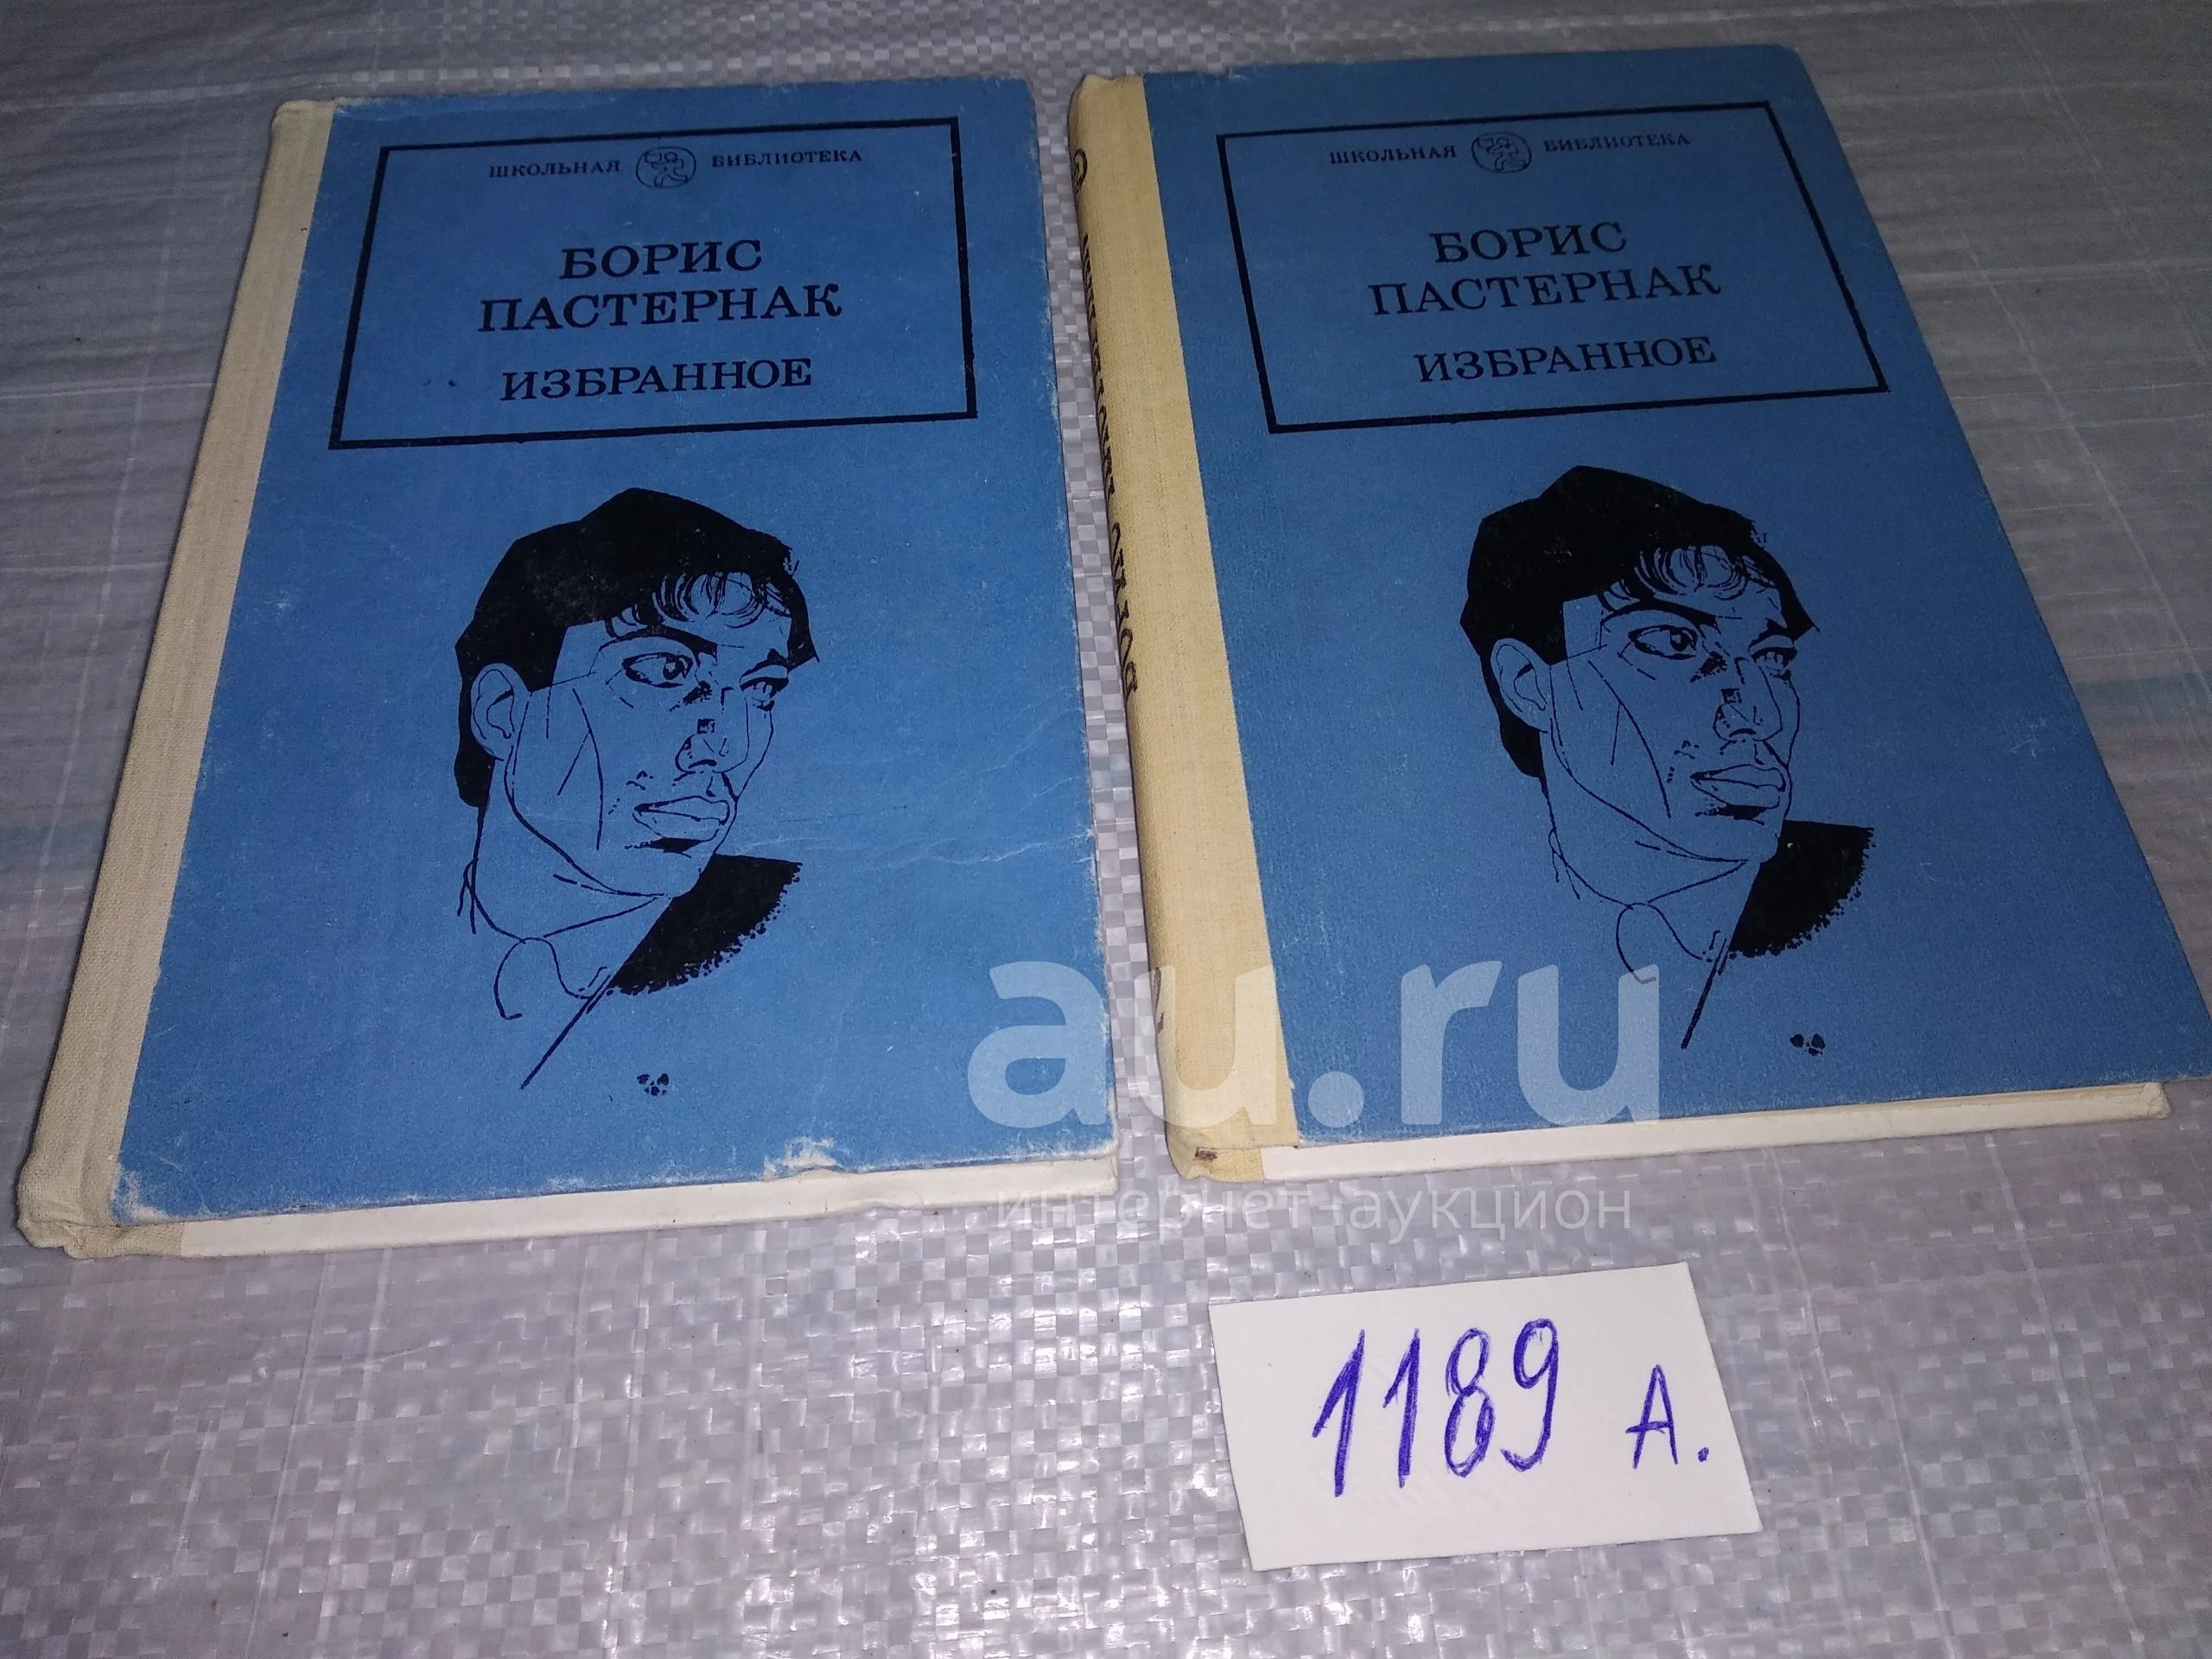 ШКОЛЬНАЯ БИБЛИОТЕКА
БОРИС
ПАСТЕРНАК
ИЗБРАННОЕ
ШКОЛЬНАЯ БИБЛИОТЕКА
БОРИС
ПАСТЕРНАК
ИЗБРАННОЕ
au.ru
интернет-аукцион
1189 А.